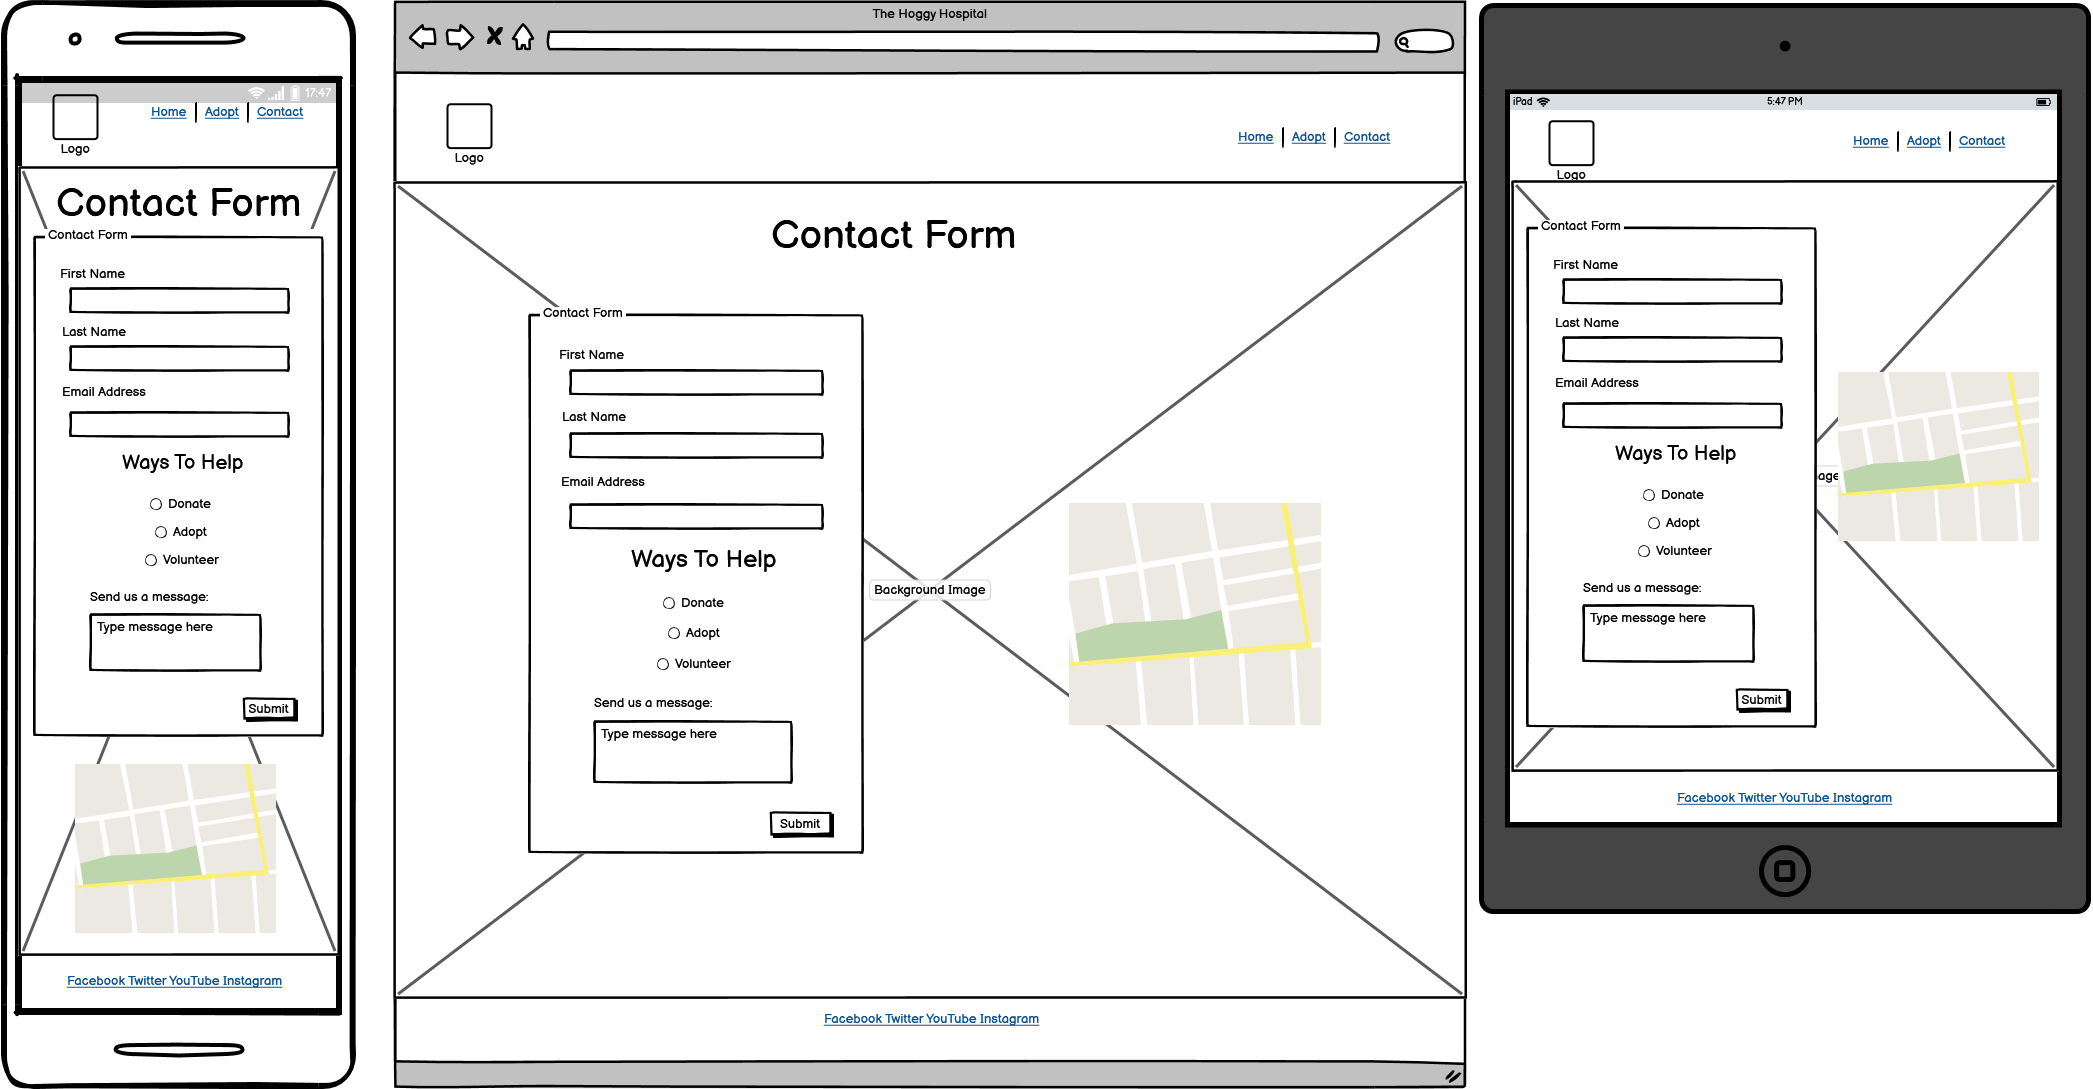 17:47
Home Adopt Contact
Logo
Contact Form
Contact Form
First Name
Last Name
Email Address
Ways To Help
Donate
Adopt
Volunteer
Send us a message:
Type message here
Submit
Facebook Twitter YouTube Instagram
The Hoggy Hospital
Home Adopt Contact
Logo
Contact Form
Contact Form
First Name
Last Name
Email Address
Ways To Help
Donate
Adopt
Volunteer
Background Image
Send us a message:
Type message here
Submit
Facebook Twitter YouTube Instagram
iPad 5:47 PM
Home Adopt Contact
Logo
Contact Form
First Name
Last Name
Email Address
Ways To Help
age
Donate
Adopt
Volunteer
Send us a message:
Type message here
Submit
Facebook Twitter YouTube Instagram